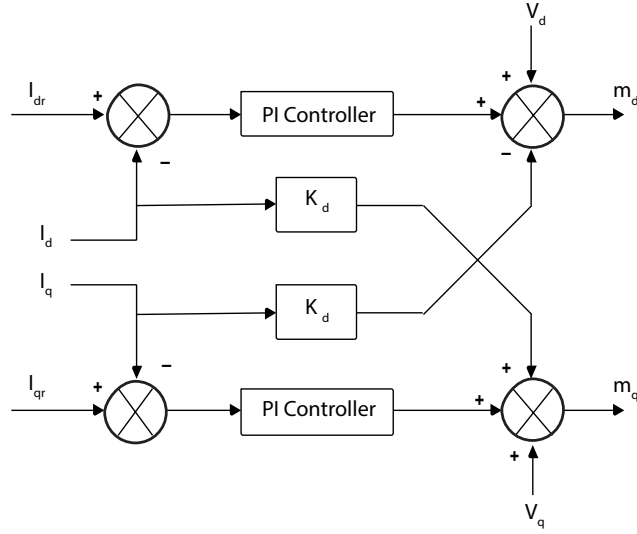 V_d
I_dr
+
+
+
m_d
PI Controller
−
−
K_d
I_d
I_q
K_d
−
+
I_qr
+
m_q
PI Controller
+
+
V_q